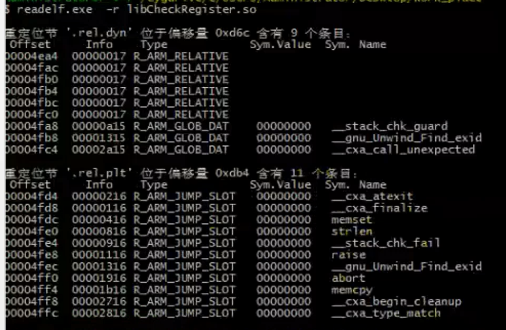 $ readelf.exe -r libCheckRegister.so
重定位节 '.rel.dyn' 位于偏移量 0xd6c 含有 9 个条目:
Offset Info Type Sym.Value Sym. Name
00004ea4 00000017 R_ARM_RELATIVE
00004fac 00000017 R_ARM_RELATIVE
00004fb0 00000017 R_ARM_RELATIVE
00004fb4 00000017 R_ARM_RELATIVE
00004fbc 00000017 R_ARM_RELATIVE
00004fc0 00000017 R_ARM_RELATIVE
00004fa8 00000a15 R_ARM_GLOB_DAT 00000000 __stack_chk_guard
00004fb8 00001315 R_ARM_GLOB_DAT 00000000 __gnu_Unwind_Find_exid
00004fc4 00002a15 R_ARM_GLOB_DAT 00000000 __cxa_call_unexpected
重定位节 '.rel.plt' 位于偏移量 0xdb4 含有 11 个条目:
Offset Info Type Sym.Value Sym. Name
00004fd4 00000216 R_ARM_JUMP_SLOT 00000000 __cxa_atexit
00004fd8 00000116 R_ARM_JUMP_SLOT 00000000 __cxa_finalize
00004fdc 00000416 R_ARM_JUMP_SLOT 00000000 memset
00004fe0 00000816 R_ARM_JUMP_SLOT 00000000 strlen
00004fe4 00000916 R_ARM_JUMP_SLOT 00000000 __stack_chk_fail
00004fe8 00001116 R_ARM_JUMP_SLOT 00000000 raise
00004fec 00001316 R_ARM_JUMP_SLOT 00000000 __gnu_Unwind_Find_exid
00004ff0 00001916 R_ARM_JUMP_SLOT 00000000 abort
00004ff4 00001b16 R_ARM_JUMP_SLOT 00000000 memcpy
00004ff8 00002716 R_ARM_JUMP_SLOT 00000000 __cxa_begin_cleanup
00004ffc 00002816 R_ARM_JUMP_SLOT 00000000 __cxa_type_match